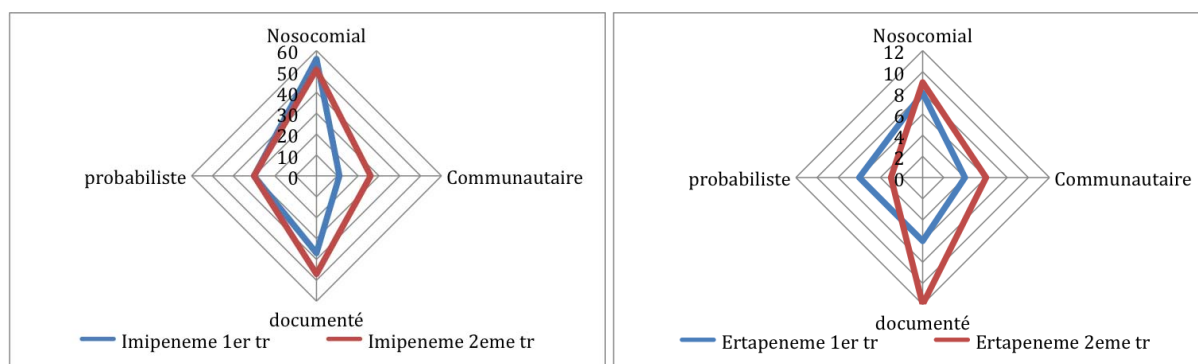 Nosocomial
60
50
40
30
20
10
0
probabiliste
Communautaire
documenté
Imipeneme 1er tr Imipeneme 2eme tr
Nosocomial
12
10
8
6
4
2
0
probabiliste
Communautaire
documenté
Ertapeneme 1er tr Ertapeneme 2eme tr